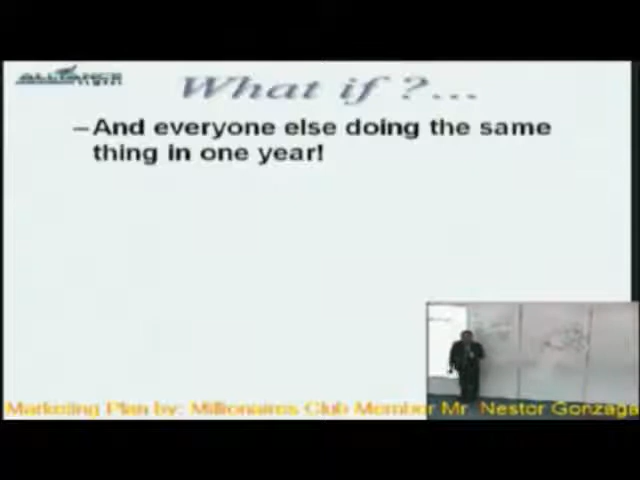 ALLIANCE
What if ?...
–And everyone else doing the same
thing in one year!
Marketing Plan by: Millionaires Club Member Mr. Nestor Gonzaga